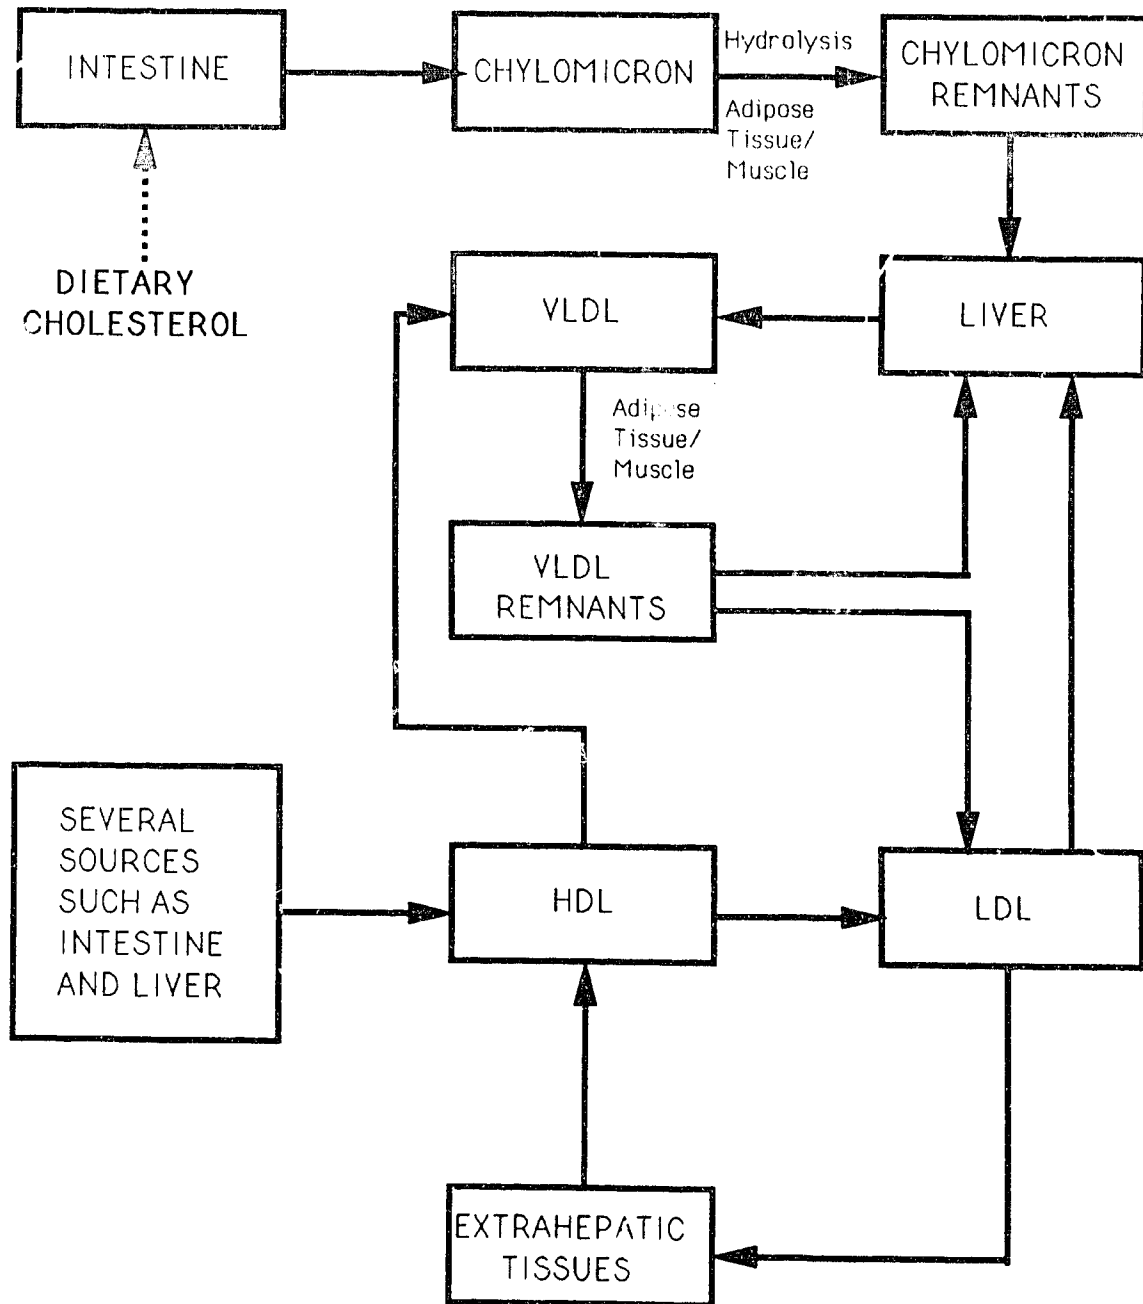 INTESTINE
CHYLOMICRON
Hydrolysis
Adipose
Tissue/
Muscle
CHYLOMICRON
REMNANTS
DIETARY
CHOLESTEROL
VLDL
LIVER
Adipose
Tissue/
Muscle
VLDL
REMNANTS
SEVERAL
SOURCES
SUCH AS
INTESTINE
AND LIVER
HDL
LDL
EXTRAHEPATIC
TISSUES